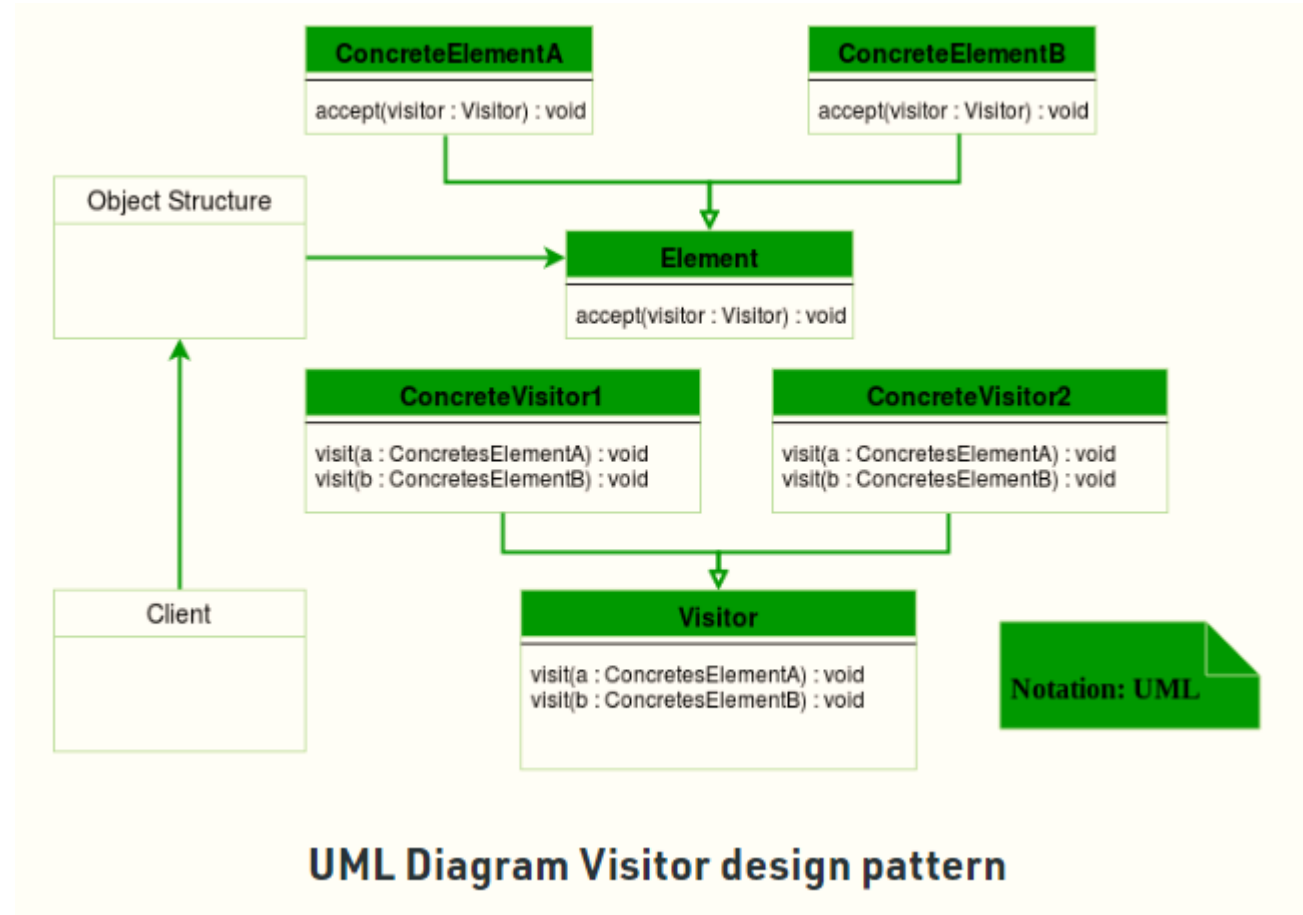 ConcreteElementA
accept(visitor : Visitor) : void
ConcreteElementB
accept(visitor : Visitor) : void
Object Structure
Element
accept(visitor : Visitor) : void
ConcreteVisitor1
visit(a : ConcretesElementA) : void
visit(b : ConcretesElementB) : void
ConcreteVisitor2
visit(a : ConcretesElementA) : void
visit(b : ConcretesElementB) : void
Client
Visitor
visit(a : ConcretesElementA) : void
visit(b : ConcretesElementB) : void
Notation: UML
UML Diagram Visitor design pattern